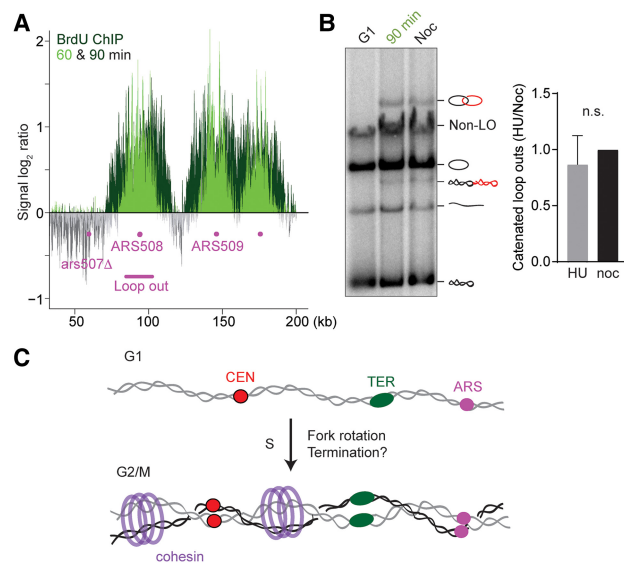 A
BrdU ChIP
60 & 90 min
Signal log2 ratio
2
1
0
−1
ars507Δ
ARS508
ARS509
Loop out
50
100
150
200
(kb)
B
G1
90 min
Noc
Non-LO
Catenated loop outs (HU/Noc)
1.5
1.0
0.5
0.0
n.s.
HU
noc
C
G1
CEN
TER
ARS
S
Fork rotation
Termination?
G2/M
cohesin